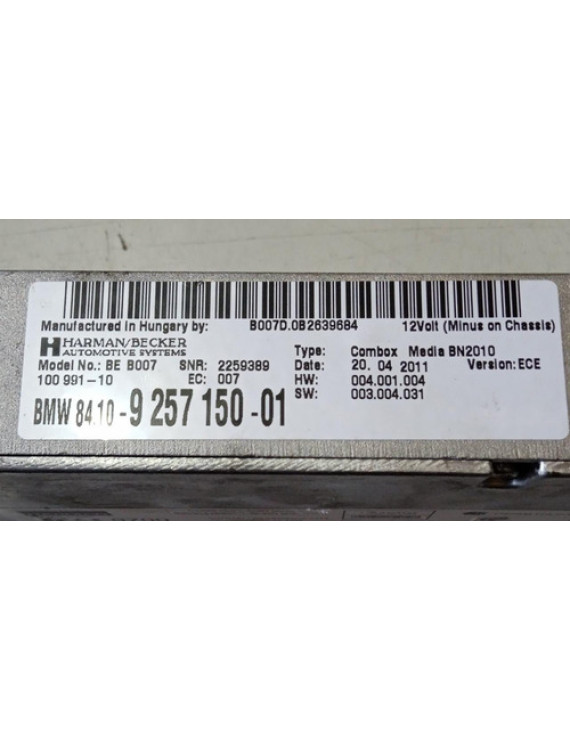 Manufactured in Hungary by: B007D.0B2639684 12Volt (Minus on Chassis)
HARMAN/BECKER
AUTOMOTIVE SYSTEMS
Type: Combox Media BN2010
Model No.: BE B007 SNR: 2259389 Date: 20. 04 2011 Version: ECE
100 991-10 EC: 007 HW: 004.001.004
SW: 003.004.031
BMW 84.10-9 257 150-01